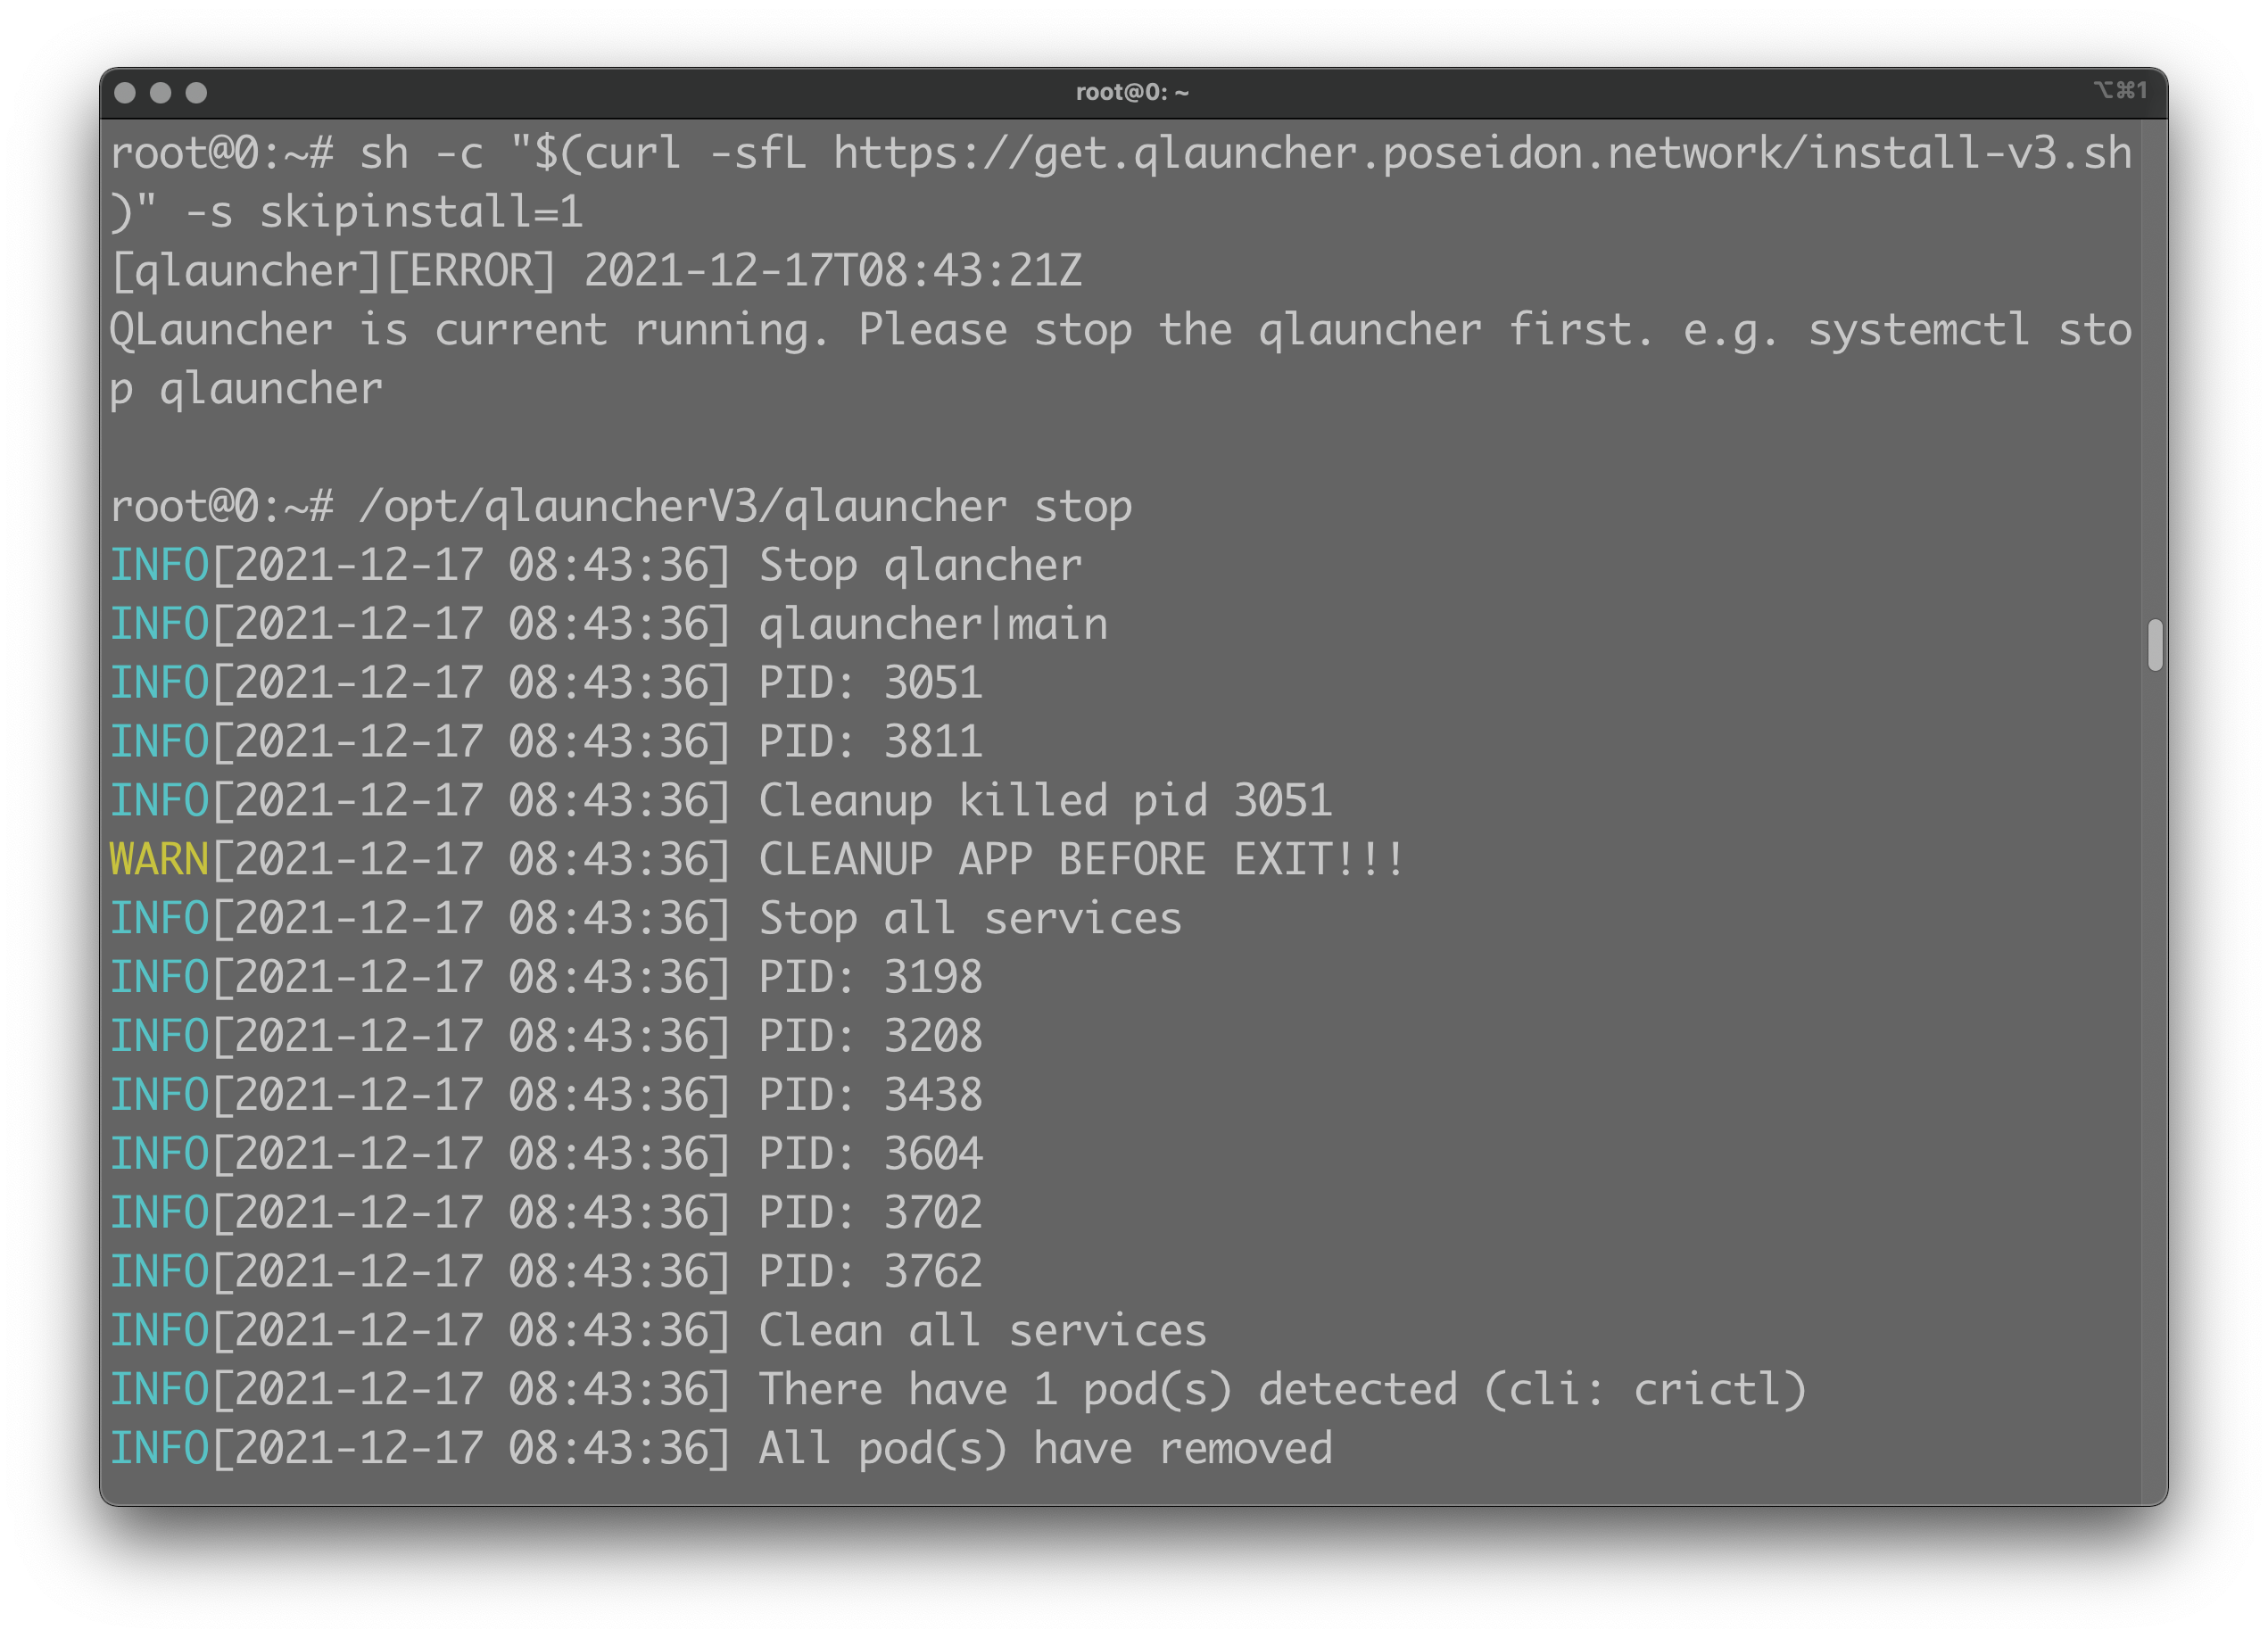 root@0: ~
⌥⌘1
root@0:~# sh -c "$(curl -sfL https://get.qlauncher.poseidon.network/install-v3.sh
)" -s skipinstall=1
[qlauncher][ERROR] 2021-12-17T08:43:21Z
QLauncher is current running. Please stop the qlauncher first. e.g. systemctl sto
p qlauncher
root@0:~# /opt/qlauncherV3/qlauncher stop
INFO[2021-12-17 08:43:36] Stop qlancher
INFO[2021-12-17 08:43:36] qlauncher|main
INFO[2021-12-17 08:43:36] PID: 3051
INFO[2021-12-17 08:43:36] PID: 3811
INFO[2021-12-17 08:43:36] Cleanup killed pid 3051
WARN[2021-12-17 08:43:36] CLEANUP APP BEFORE EXIT!!!
INFO[2021-12-17 08:43:36] Stop all services
INFO[2021-12-17 08:43:36] PID: 3198
INFO[2021-12-17 08:43:36] PID: 3208
INFO[2021-12-17 08:43:36] PID: 3438
INFO[2021-12-17 08:43:36] PID: 3604
INFO[2021-12-17 08:43:36] PID: 3702
INFO[2021-12-17 08:43:36] PID: 3762
INFO[2021-12-17 08:43:36] Clean all services
INFO[2021-12-17 08:43:36] There have 1 pod(s) detected (cli: crictl)
INFO[2021-12-17 08:43:36] All pod(s) have removed